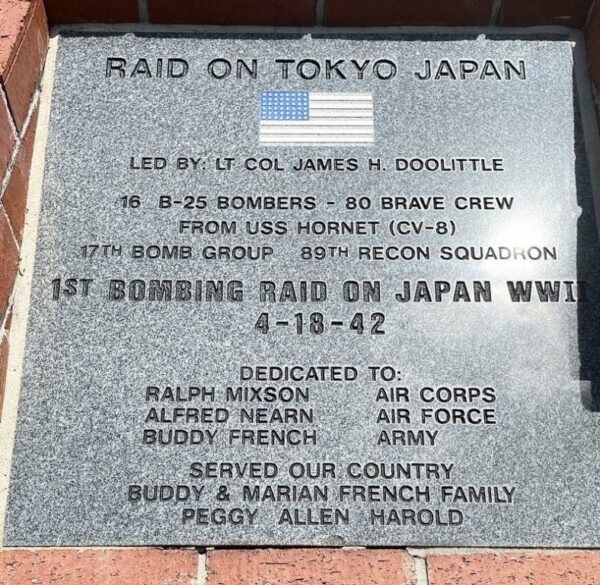 RAID ON TOKYO JAPAN
LED BY: LT COL JAMES H. DOOLITTLE
16 B-25 BOMBERS - 80 BRAVE CREW
FROM USS HORNET (CV-8)
17TH BOMB GROUP 89TH RECON SQUADRON
1ST BOMBING RAID ON JAPAN WWII
4-18-42
DEDICATED TO:
RALPH MIXSON AIR CORPS
ALFRED NEARN AIR FORCE
BUDDY FRENCH ARMY
SERVED OUR COUNTRY
BUDDY & MARIAN FRENCH FAMILY
PEGGY ALLEN HAROLD